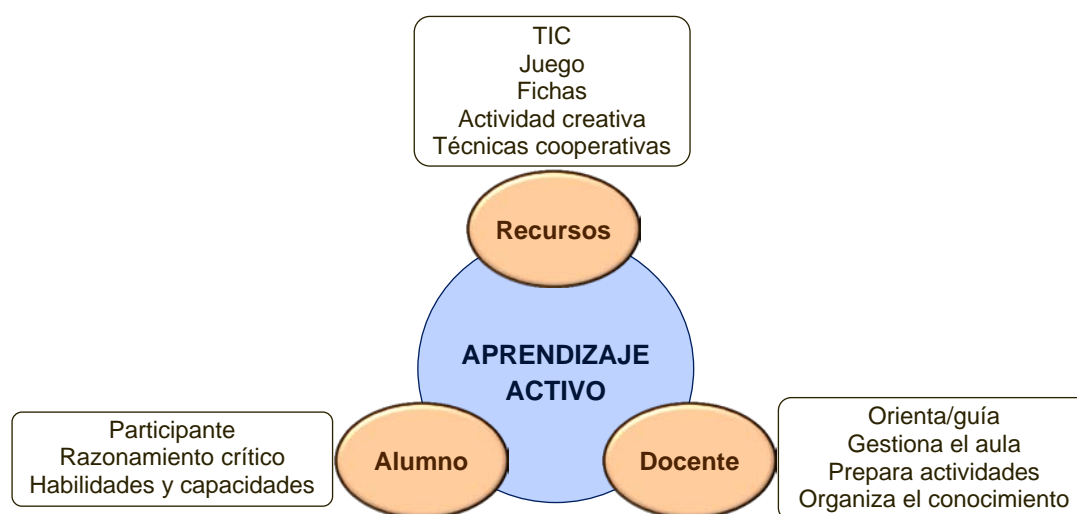 TIC
Juego
Fichas
Actividad creativa
Técnicas cooperativas
Recursos
APRENDIZAJE
ACTIVO
Participante
Razonamiento crítico
Habilidades y capacidades
Alumno
Docente
Orienta/guía
Gestiona el aula
Prepara actividades
Organiza el conocimiento